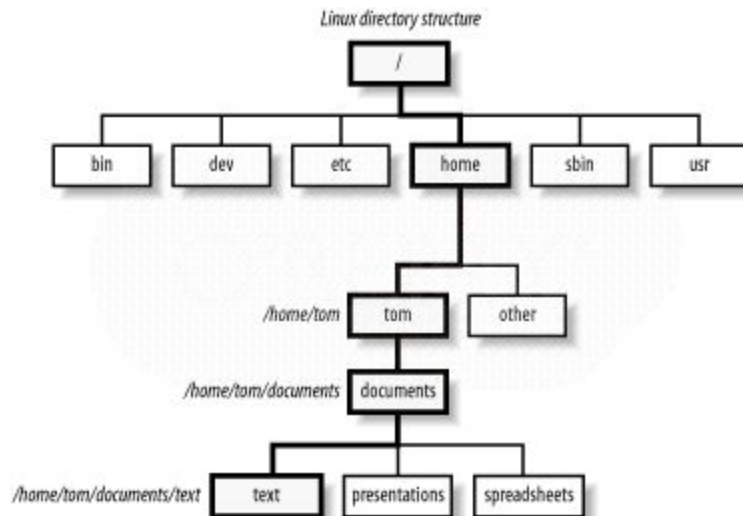 Linux directory structure
/
bin dev etc home sbin usr
/home/tom tom other
/home/tom/documents documents
/home/tom/documents/text text presentations spreadsheets